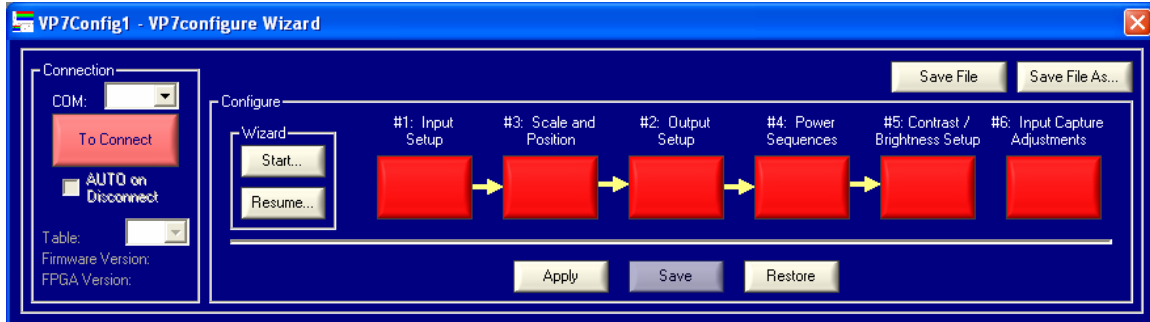 VP7Config1 - VP7configure Wizard
Save File
Save File As...
Connection
COM:
To Connect
AUTO on
Disconnect
Table:
Firmware Version:
FPGA Version:
Configure
Wizard
Start...
Resume...
#1: Input
Setup
#3: Scale and
Position
#2: Output
Setup
#4: Power
Sequences
#5: Contrast /
Brightness Setup
#6: Input Capture
Adjustments
Apply
Save
Restore